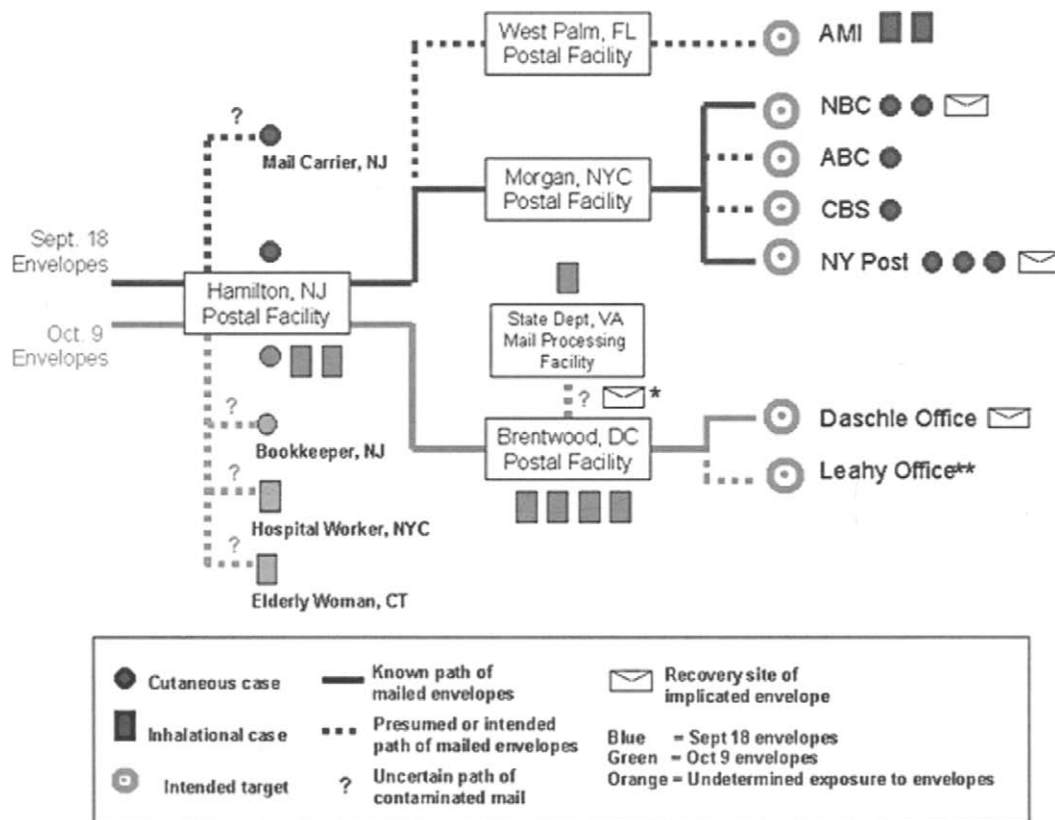 West Palm, FL
Postal Facility
AMI
?
Mail Carrier, NJ
NBC
ABC
Morgan, NYC
Postal Facility
CBS
NY Post
Sept. 18
Envelopes
Hamilton, NJ
Postal Facility
Oct. 9
Envelopes
State Dept, VA
Mail Processing
Facility
? *
?
Bookkeeper, NJ
Brentwood, DC
Postal Facility
Daschle Office
Leahy Office**
?
Hospital Worker, NYC
?
Elderly Woman, CT
Cutaneous case
Known path of
mailed envelopes
Recovery site of
implicated envelope
Inhalational case
Presumed or intended
path of mailed envelopes
Blue = Sept 18 envelopes
Green = Oct 9 envelopes
Orange = Undetermined exposure to envelopes
Intended target
? Uncertain path of
contaminated mail